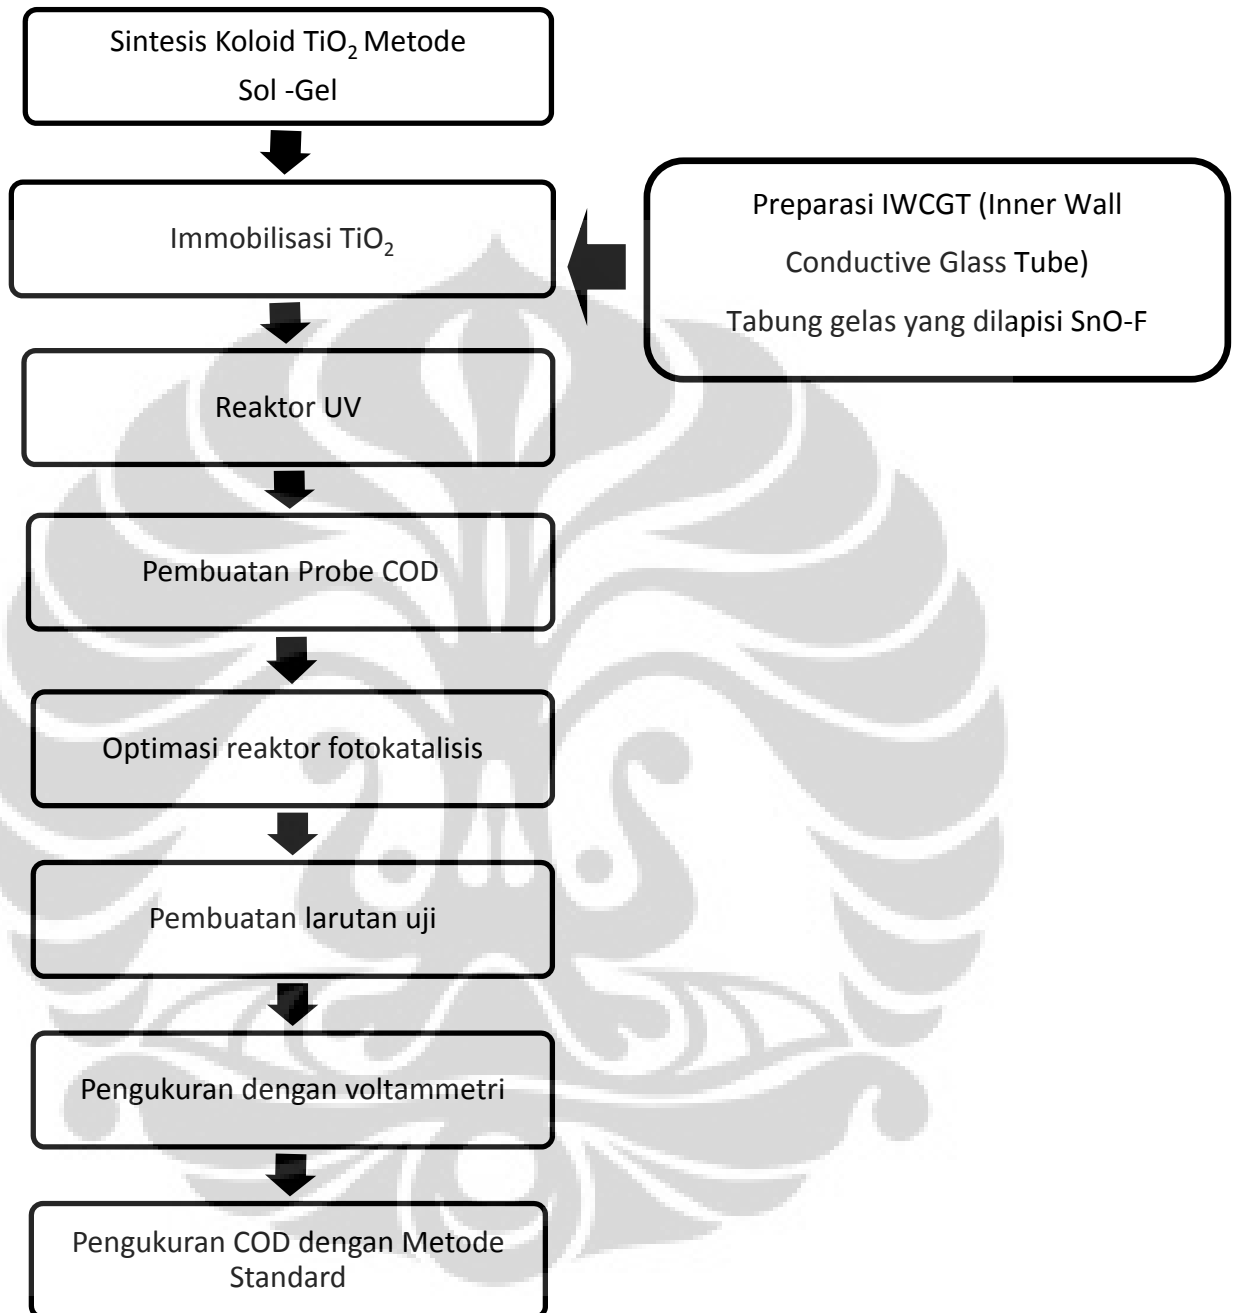 Sintesis Koloid TiO₂ Metode
Sol -Gel
Immobilisasi TiO₂
Preparasi IWCGT (Inner Wall
Conductive Glass Tube)
Tabung gelas yang dilapisi SnO-F
Reaktor UV
Pembuatan Probe COD
Optimasi reaktor fotokatalisis
Pembuatan larutan uji
Pengukuran dengan voltammetri
Pengukuran COD dengan Metode
Standard